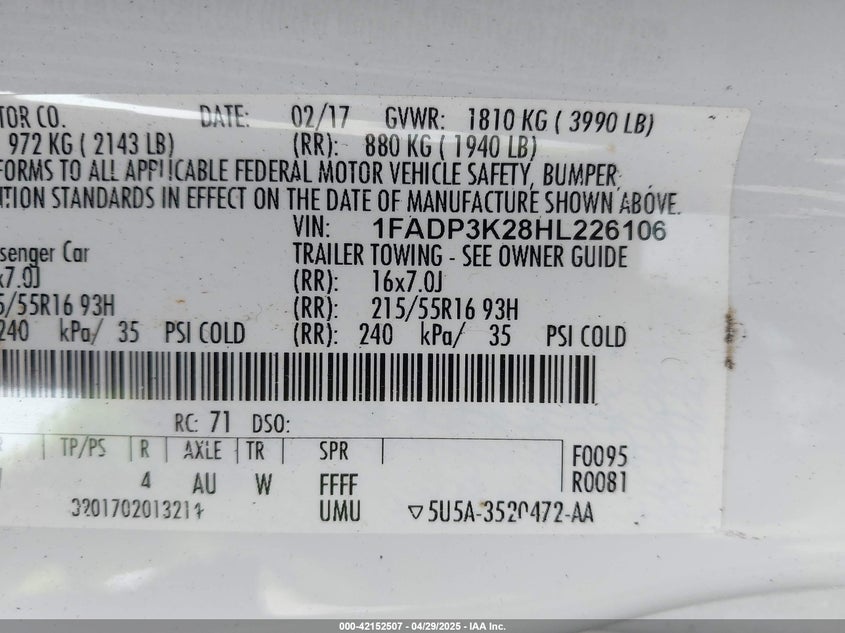 TOR CO. DATE: 02/17 GVWR: 1810 KG ( 3990 LB)
972 KG ( 2143 LB) (RR): 880 KG ( 1940 LB)
FORMS TO ALL APPLICABLE FEDERAL MOTOR VEHICLE SAFETY, BUMPER,
TION STANDARDS IN EFFECT ON THE DATE OF MANUFACTURE SHOWN ABOVE.
VIN: 1FADP3K28HL226106
senger Car TRAILER TOWING - SEE OWNER GUIDE
x7.0J (RR): 16x7.0J
5/55R16 93H (RR): 215/55R16 93H
240 kPa/ 35 PSI COLD (RR): 240 kPa/ 35 PSI COLD
RC: 71 DSO:
TP/PS R AXLE TR SPR F0095
4 AU W FFFF R0081
UMU ▽5U5A-3520472-AA
000-42152507 - 04/29/2025 - IAA Inc.